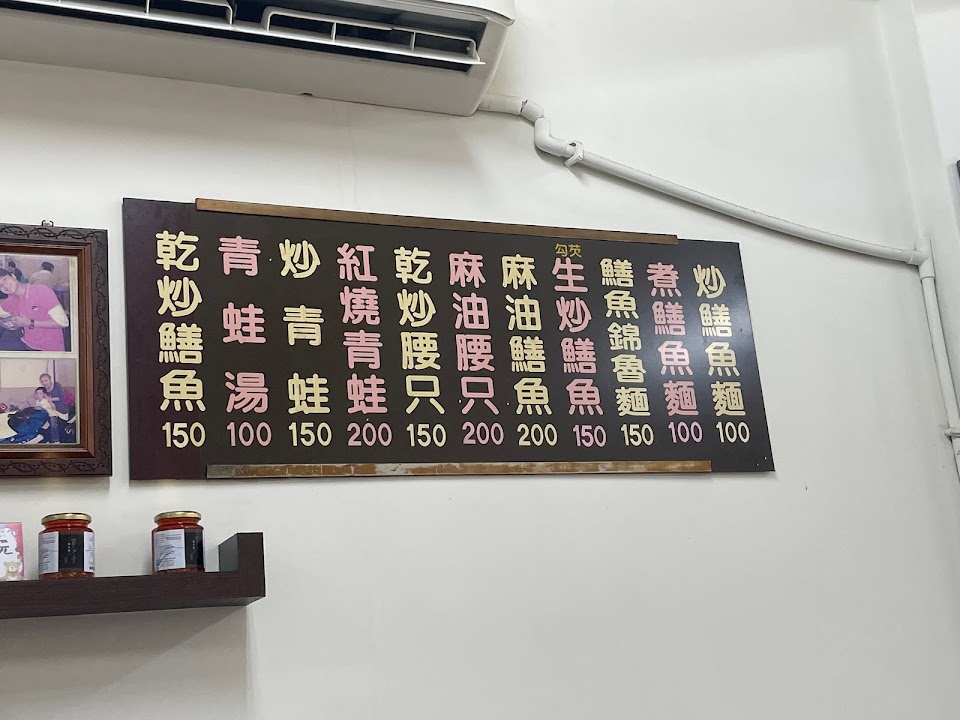 炒鱔魚麵 100
煮鱔魚麵 100
鱔魚錦魯麵 150
勾芡
生炒鱔魚 150
麻油鱔魚 200
麻油腰只 200
乾炒腰只 150
紅燒青蛙 200
炒青蛙 150
青蛙湯 100
乾炒鱔魚 150